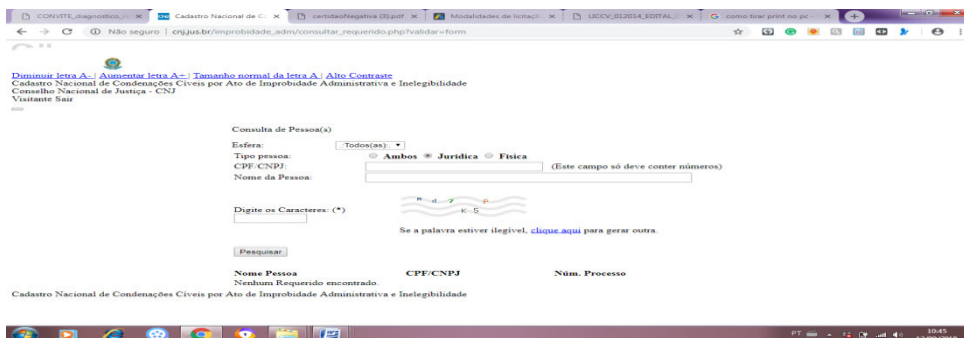 CONVITE_diagnostico_
Cadastro Nacional de C
certidaoNegativa (3).pdf
Modalidades de licitaç
LICCV_012014_EDITAL_
como tirar print no pc -
Não seguro | cnj.jus.br/improbidade_adm/consultar_requerido.php?validar=form
Diminuir letra A- | Aumentar letra A+ | Tamanho normal da letra A | Alto Contraste
Cadastro Nacional de Condenações Cíveis por Ato de Improbidade Administrativa e Inelegibilidade
Conselho Nacional de Justiça - CNJ
Visitante Sair
Consulta de Pessoa(s)
Esfera: .:Todos(as):.
Tipo pessoa: Ambos Jurídica Física
CPF/CNPJ: (Este campo só deve conter números)
Nome da Pessoa:
Digite os Caracteres: (*)
Se a palavra estiver ilegível, clique aqui para gerar outra.
Pesquisar
Nome Pessoa CPF/CNPJ Núm. Processo
Nenhum Requerido encontrado.
Cadastro Nacional de Condenações Cíveis por Ato de Improbidade Administrativa e Inelegibilidade
PT 10:45